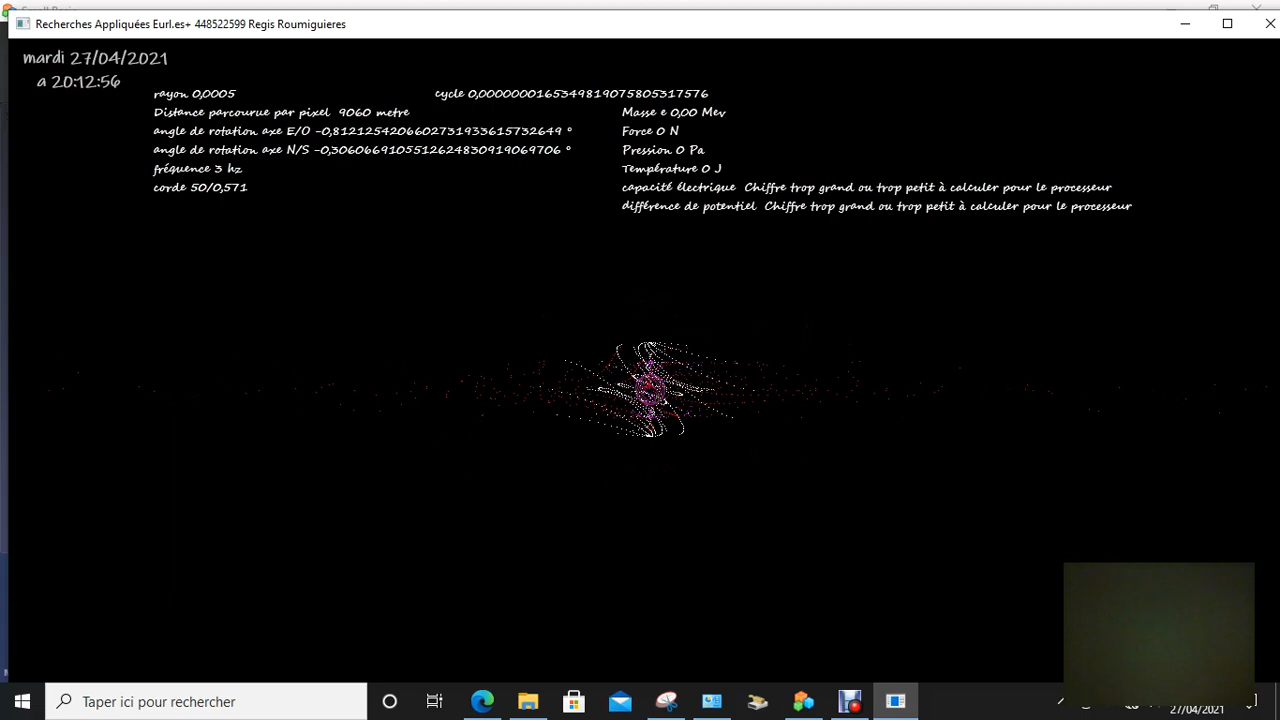 Recherches Appliquées Eurl.es+ 448522599 Regis Roumiguieres
mardi 27/04/2021
a 20:12:56
rayon 0,0005
cycle 0,0000000165349819075805317576
Distance parcourue par pixel 9060 metre
Masse e 0,00 Mev
angle de rotation axe E/O -0,8121254206602731933615732649 °
Force 0 N
angle de rotation axe N/S -0,3060669105512624830919069706 °
Pression 0 Pa
fréquence 3 hz
Température 0 J
corde 50/0,571
capacité électrique Chiffre trop grand ou trop petit à calculer pour le processeur
différence de potentiel Chiffre trop grand ou trop petit à calculer pour le processeur
Taper ici pour rechercher
27/04/2021